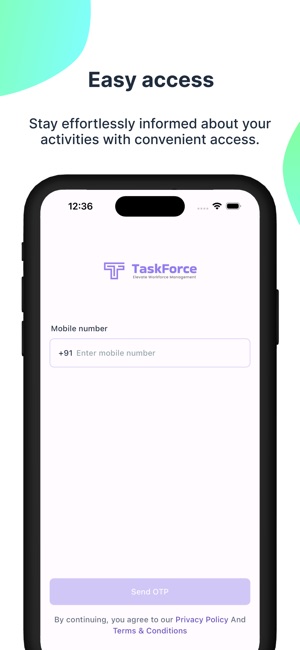 Easy access
Stay effortlessly informed about your
activities with convenient access.
12:36
TaskForce
Elevate Workforce Management
Mobile number
+91 Enter mobile number
Send OTP
By continuing, you agree to our Privacy Policy And
Terms & Conditions